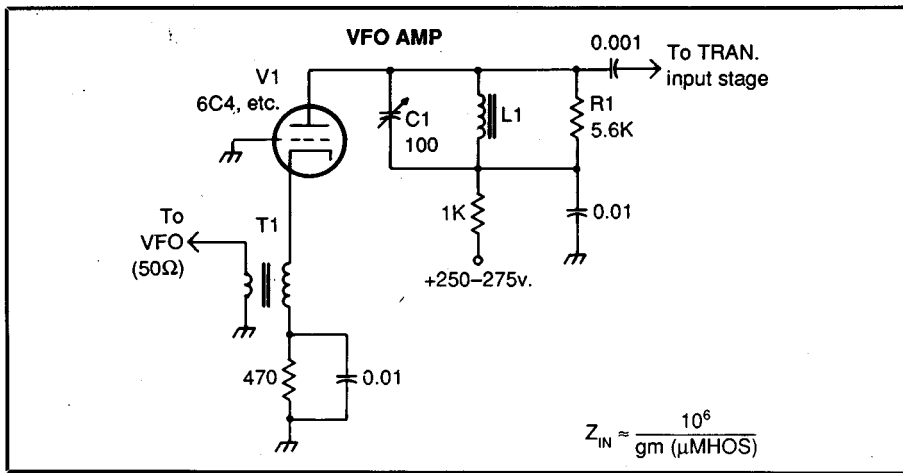 VFO AMP
0.001
To TRAN.
input stage
V1
6C4, etc.
C1
100
L1
R1
5.6K
1K
0.01
+250–275v.
To
VFO
(50Ω)
T1
470
0.01
Z_IN ≈ 10^6 / gm (µMHOS)